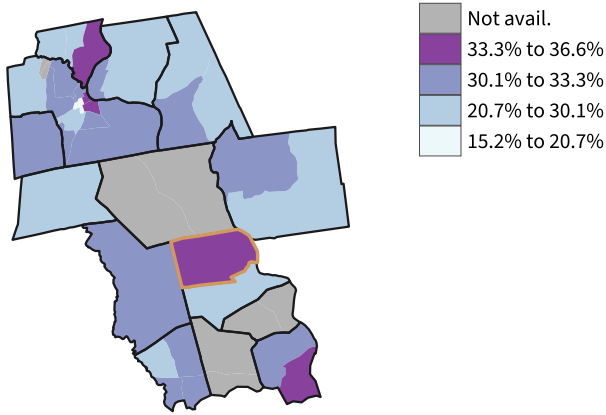 Not avail.
33.3% to 36.6%
30.1% to 33.3%
20.7% to 30.1%
15.2% to 20.7%